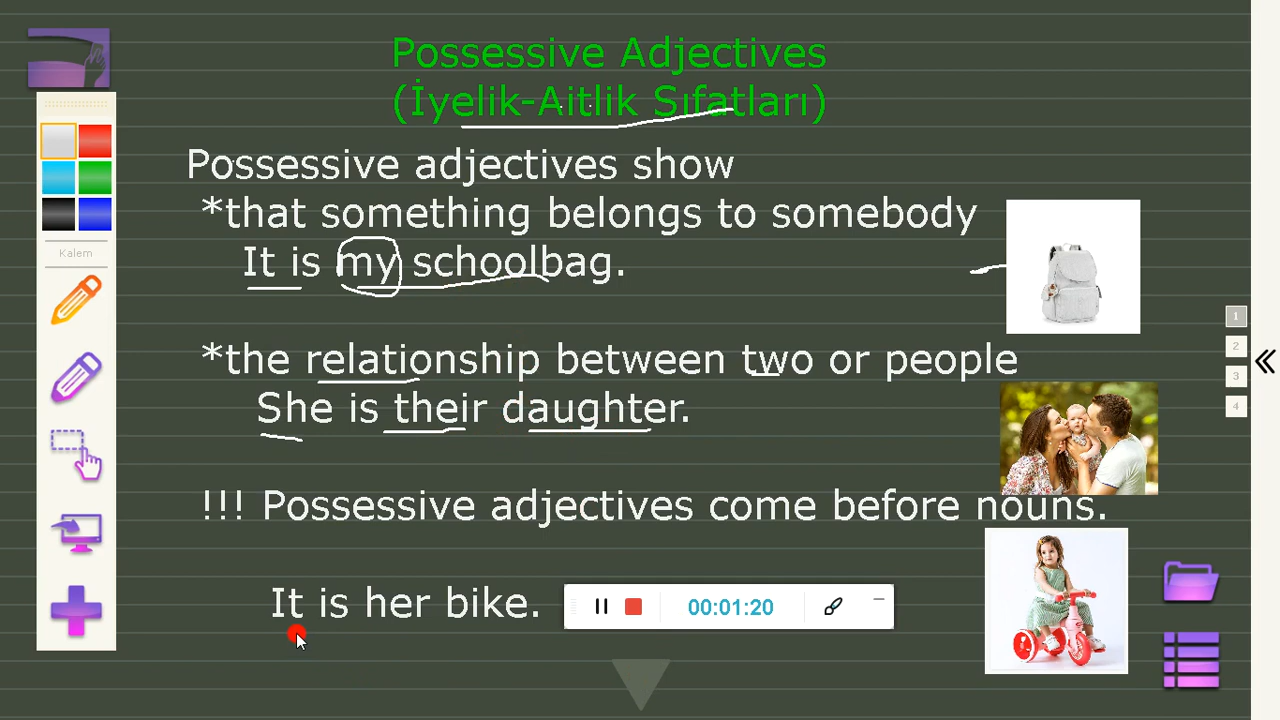 Possessive Adjectives
(İyelik-Aitlik Sıfatları)
Possessive adjectives show
*that something belongs to somebody
It is my schoolbag.
*the relationship between two or people
She is their daughter.
!!! Possessive adjectives come before nouns.
It is her bike.
00:01:20
Kalem
1
2
3
4